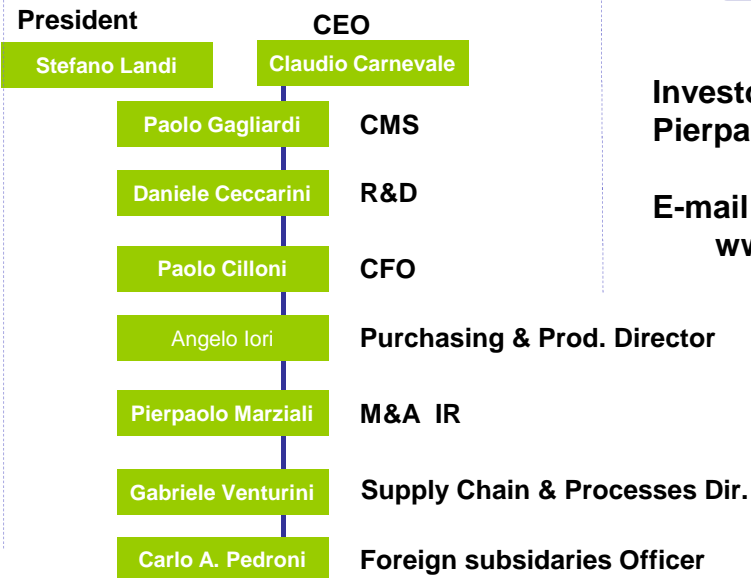 President
CEO
Stefano Landi
Claudio Carnevale
Paolo Gagliardi CMS
Daniele Ceccarini R&D
Paolo Cilloni CFO
Angelo Iori Purchasing & Prod. Director
Pierpaolo Marziali M&A IR
Gabriele Venturini Supply Chain & Processes Dir.
Carlo A. Pedroni Foreign subsidaries Officer
E-mail